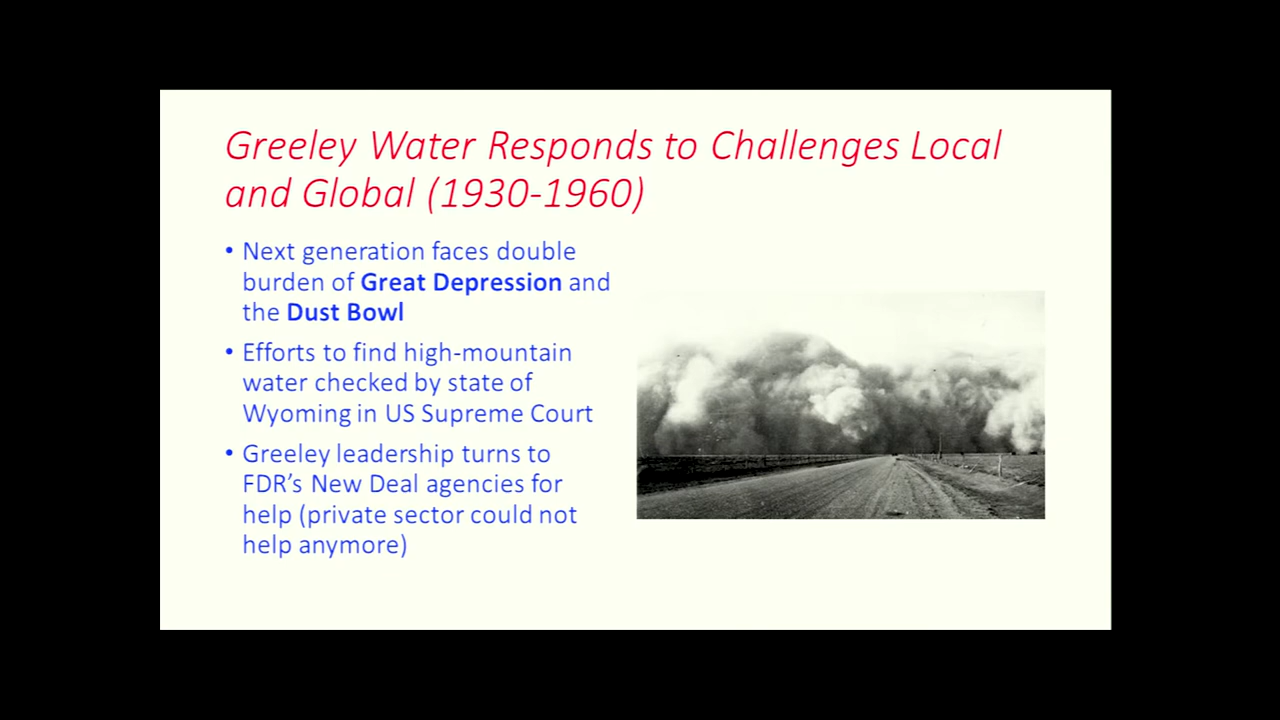 Greeley Water Responds to Challenges Local
and Global (1930-1960)
• Next generation faces double
burden of Great Depression and
the Dust Bowl
• Efforts to find high-mountain
water checked by state of
Wyoming in US Supreme Court
• Greeley leadership turns to
FDR’s New Deal agencies for
help (private sector could not
help anymore)